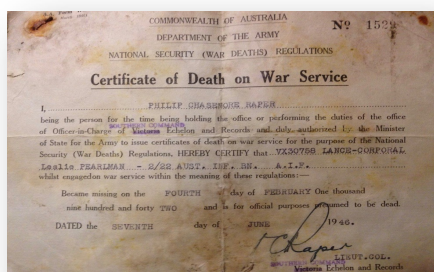 COMMONWEALTH OF AUSTRALIA
DEPARTMENT OF THE ARMY
No 1522
NATIONAL SECURITY (WAR DEATHS) REGULATIONS
Certificate of Death on War Service
I, PHILIP CHASEMORE RAPER
being the person for the time being holding the office or performing the duties of the office
SOUTHERN COMMAND
of Officer-in-Charge of Victoria Echelon and Records and duly authorized by the Minister
of State for the Army to issue certificates of death on war service for the purpose of the National
Security (War Deaths) Regulations, HEREBY CERTIFY that VX30788 LANCE-CORPORAL
Leslie PEARLMAN - 2/22 AUST. INF. BN. A.I.F.
whilst engaged on war service within the meaning of these regulations:—
Became missing on the FOURTH day of FEBRUARY One thousand
nine hundred and forty TWO and is for official purposes presumed to be dead.
DATED the SEVENTH day of JUNE 1946.
PCRaper
LIEUT.COL.
SOUTHERN COMMAND
Victoria Echelon and Records